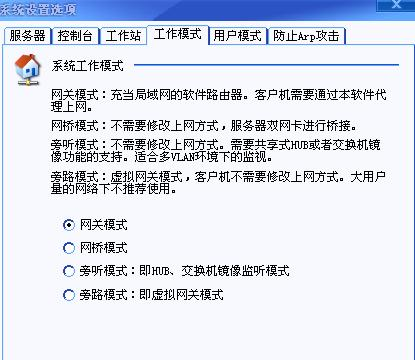 系统设置选项
服务器 控制台 工作站 工作模式 用户模式 防止Arp攻击
系统工作模式
网关模式：充当局域网的软件路由器。客户机需要通过本软件代
理上网。
网桥模式：不需要修改上网方式，服务器双网卡进行桥接。
旁听模式：不需要修改上网方式。需要共享式HUB或者交换机镜
像功能的支持。适合多VLAN环境下的监视。
旁路模式：虚拟网关模式，客户机不需要修改上网方式。大用户
量的网络下不推荐使用。
网关模式
网桥模式
旁听模式：即HUB、交换机镜像监听模式
旁路模式：即虚拟网关模式